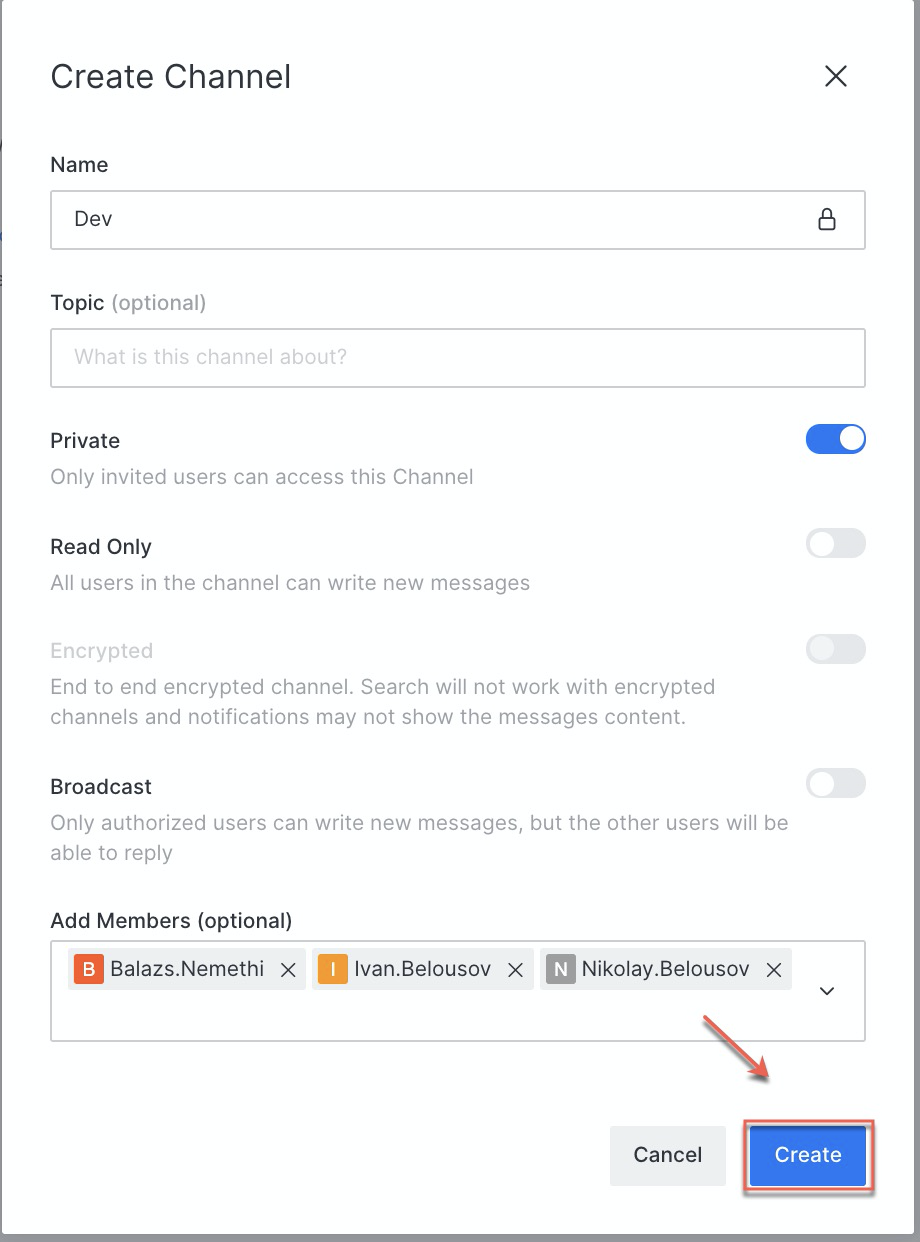 Create Channel
Name
Dev
Topic (optional)
What is this channel about?
Private
Only invited users can access this Channel
Read Only
All users in the channel can write new messages
Encrypted
End to end encrypted channel. Search will not work with encrypted
channels and notifications may not show the messages content.
Broadcast
Only authorized users can write new messages, but the other users will be
able to reply
Add Members (optional)
B Balazs.Nemethi I Ivan.Belousov N Nikolay.Belousov
Cancel Create